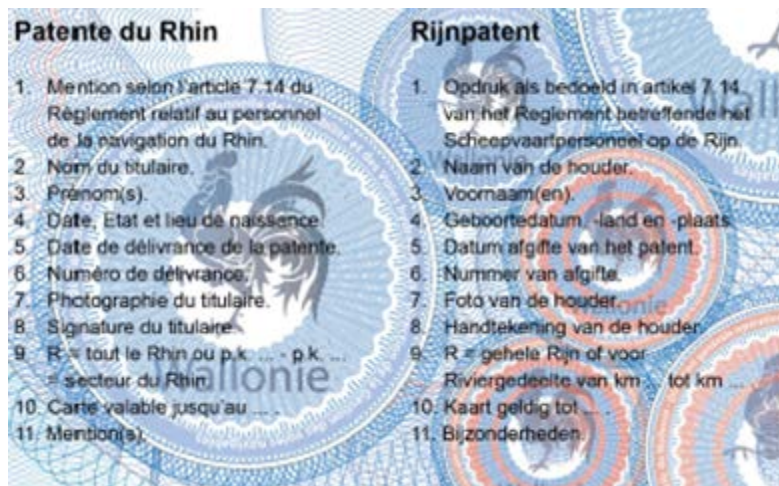 Patente du Rhin
1. Mention selon l'article 7.14 du
Règlement relatif au personnel
de la navigation du Rhin.
2. Nom du titulaire.
3. Prénom(s).
4. Date, Etat et lieu de naissance.
5. Date de délivrance de la patente.
6. Numéro de délivrance.
7. Photographie du titulaire.
8. Signature du titulaire.
9. R = tout le Rhin ou p.k. ... - p.k. ...
= secteur du Rhin.
10. Carte valable jusqu'au ... .
11. Mention(s).
Rijnpatent
1. Opdruk als bedoeld in artikel 7.14
van het Reglement betreffende het
Scheepvaartpersoneel op de Rijn.
2. Naam van de houder.
3. Voornaam(en).
4. Geboortedatum, -land en -plaats.
5. Datum afgifte van het patent.
6. Nummer van afgifte.
7. Foto van de houder.
8. Handtekening van de houder.
9. R = gehele Rijn of voor
Riviergedeelte van km ... tot km ... .
10. Kaart geldig tot ... .
11. Bijzonderheden.
Wallonie
Wallonie
Wallonie